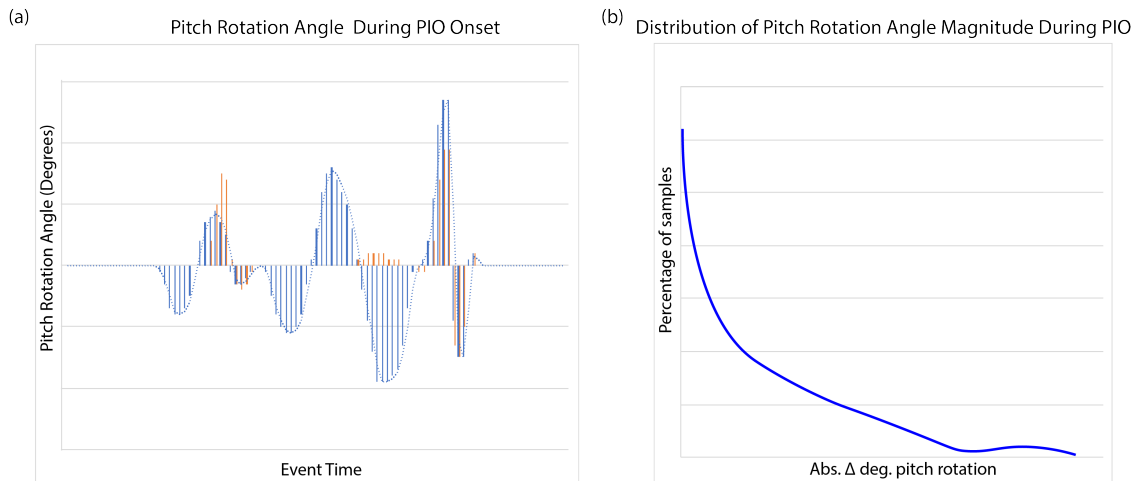 (a)
Pitch Rotation Angle During PIO Onset
Pitch Rotation Angle (Degrees)
Event Time
(b)
Distribution of Pitch Rotation Angle Magnitude During PIO
Percentage of samples
Abs. Δ deg. pitch rotation